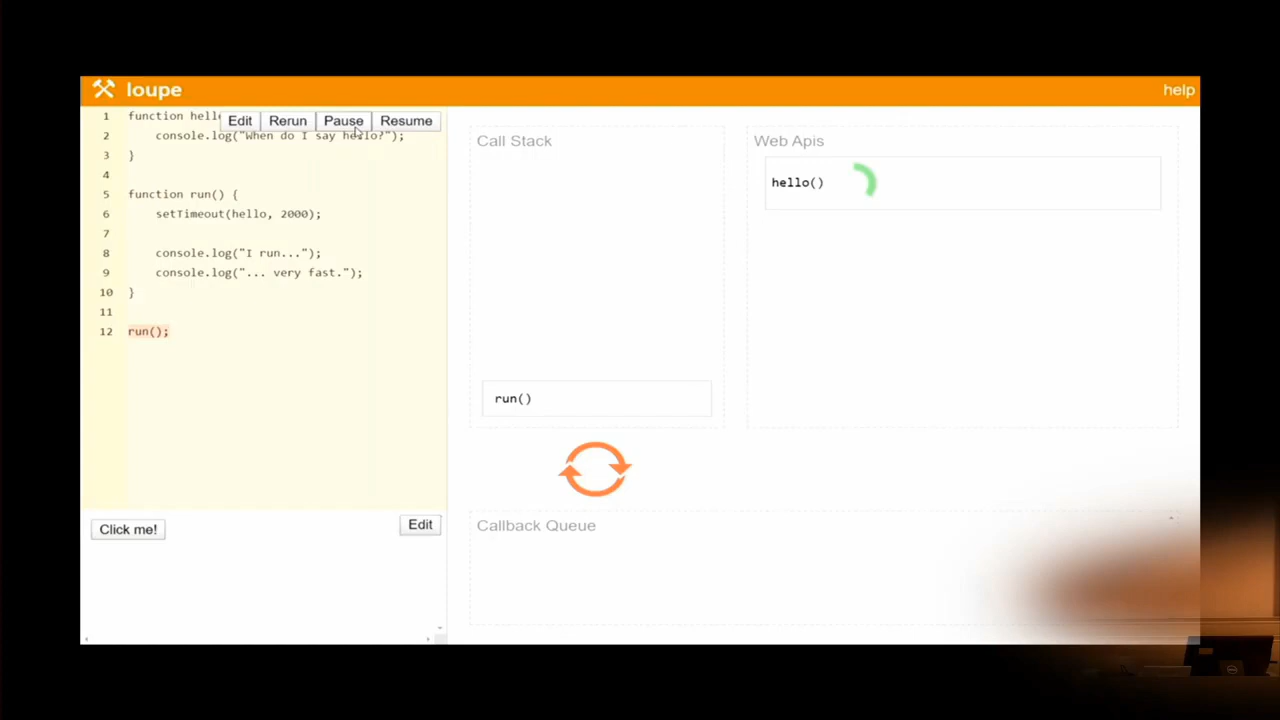 loupe
help
Edit Rerun Pause Resume
1 function hell
2 console.log("When do I say hello?");
3 }
4
5 function run() {
6 setTimeout(hello, 2000);
7
8 console.log("I run...");
9 console.log("... very fast.");
10 }
11
12 run();
Click me!
Edit
Call Stack
run()
Web Apis
hello()
Callback Queue